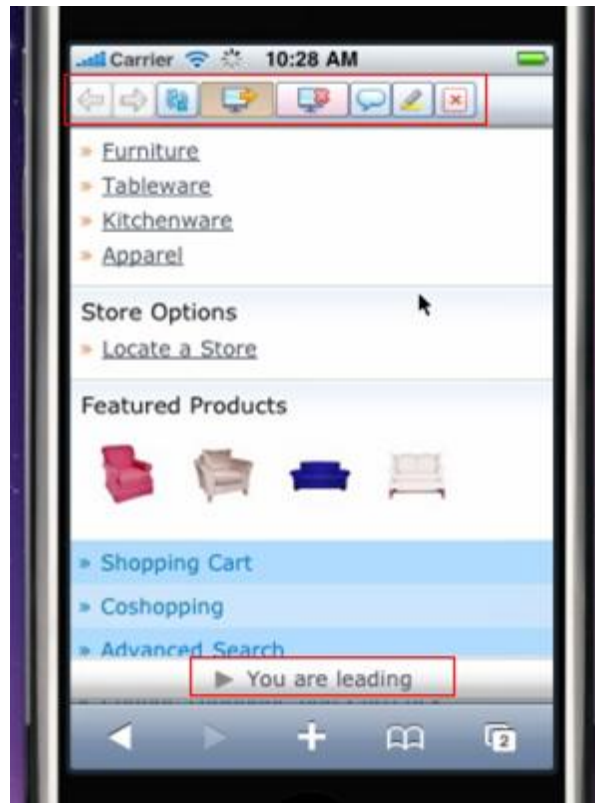 Carrier 10:28 AM
» Furniture
» Tableware
» Kitchenware
» Apparel
Store Options
» Locate a Store
Featured Products
» Shopping Cart
» Coshopping
» Advanced Search
You are leading
2